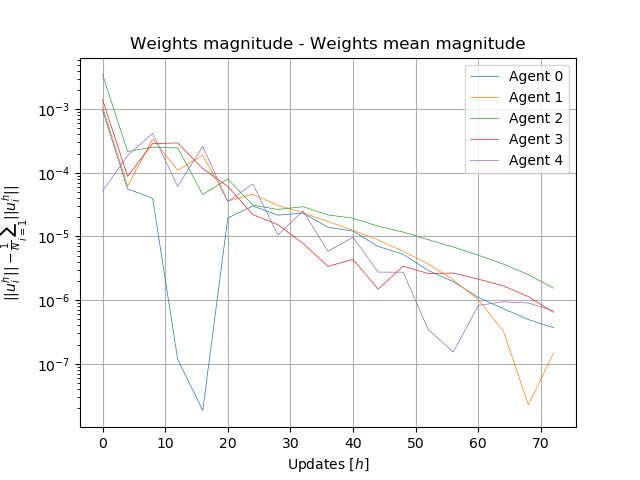 Weights magnitude - Weights mean magnitude
Agent 0
Agent 1
Agent 2
Agent 3
Agent 4
10⁻³
10⁻⁴
10⁻⁵
10⁻⁶
10⁻⁷
||u_i^h|| − 1/N ∑_{i=1} ||u_i^h||
0 10 20 30 40 50 60 70
Updates [h]